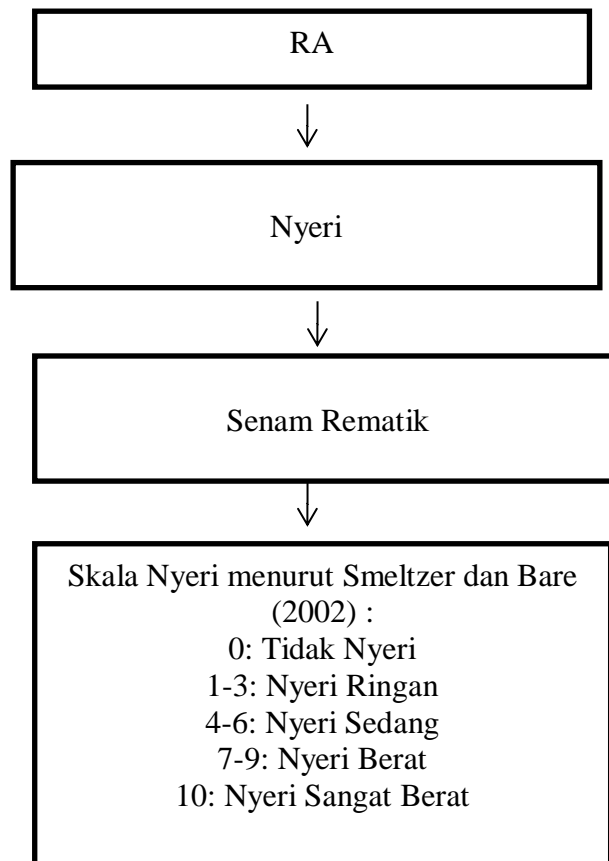 RA
Nyeri
Senam Rematik
Skala Nyeri menurut Smeltzer dan Bare
(2002) :
0: Tidak Nyeri
1-3: Nyeri Ringan
4-6: Nyeri Sedang
7-9: Nyeri Berat
10: Nyeri Sangat Berat